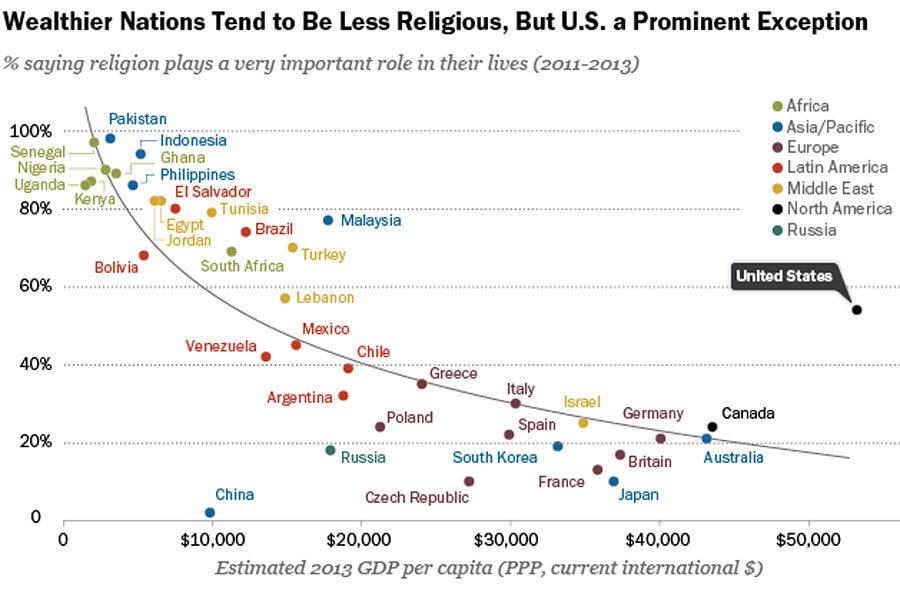 Wealthier Nations Tend to Be Less Religious, But U.S. a Prominent Exception
% saying religion plays a very important role in their lives (2011-2013)
Africa
Asia/Pacific
Europe
Latin America
Middle East
North America
Russia
100%
80%
60%
40%
20%
0
Pakistan
Indonesia
Senegal
Ghana
Nigeria
Philippines
Uganda
El Salvador
Kenya
Tunisia
Egypt
Brazil
Malaysia
Jordan
Turkey
Bolivia
South Africa
United States
Lebanon
Mexico
Venezuela
Chile
Greece
Argentina
Italy
Israel
Poland
Spain
Germany
Canada
Russia
South Korea
Britain
Australia
France
Czech Republic
Japan
China
0
$10,000
$20,000
$30,000
$40,000
$50,000
Estimated 2013 GDP per capita (PPP, current international $)